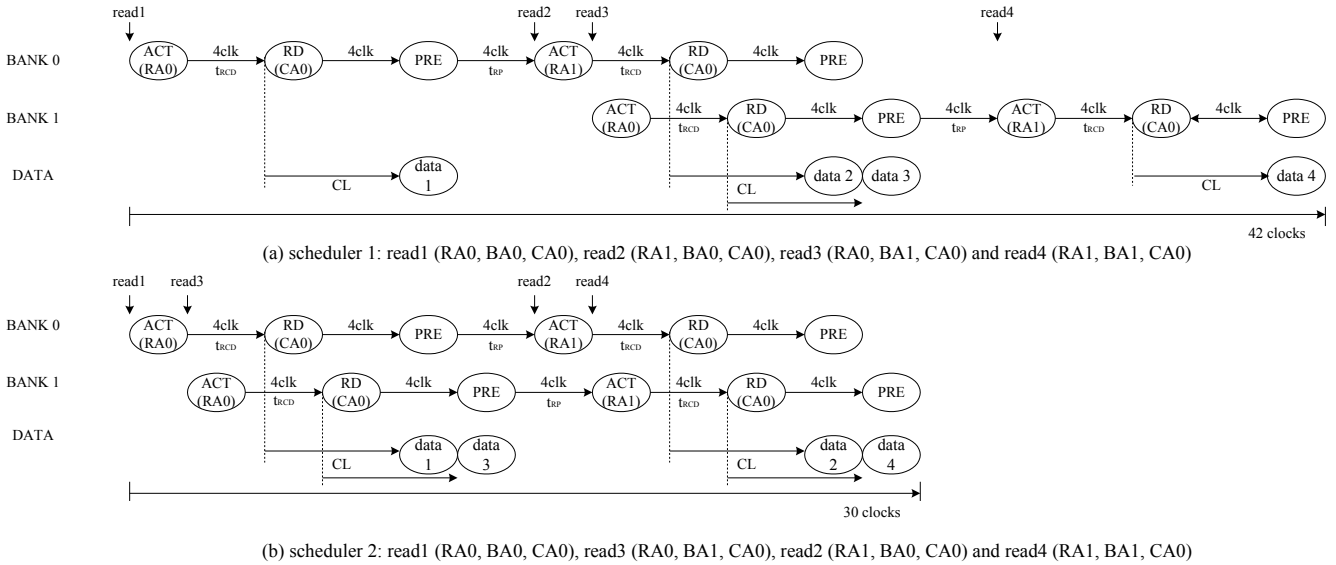 read1 read2 read3 read4
BANK 0 ACT (RA0) 4clk tRCD RD (CA0) 4clk PRE 4clk tRP ACT (RA1) 4clk tRCD RD (CA0) 4clk PRE
BANK 1 ACT (RA0) 4clk tRCD RD (CA0) 4clk PRE 4clk tRP ACT (RA1) 4clk tRCD RD (CA0) 4clk PRE
DATA CL data 1 CL data 2 data 3 CL data 4
42 clocks
(a) scheduler 1: read1 (RA0, BA0, CA0), read2 (RA1, BA0, CA0), read3 (RA0, BA1, CA0) and read4 (RA1, BA1, CA0)
read1 read3 read2 read4
BANK 0 ACT (RA0) 4clk tRCD RD (CA0) 4clk PRE 4clk tRP ACT (RA1) 4clk tRCD RD (CA0) 4clk PRE
BANK 1 ACT (RA0) 4clk tRCD RD (CA0) 4clk PRE 4clk tRP ACT (RA1) 4clk tRCD RD (CA0) 4clk PRE
DATA CL data 1 data 3 CL data 2 data 4
30 clocks
(b) scheduler 2: read1 (RA0, BA0, CA0), read3 (RA0, BA1, CA0), read2 (RA1, BA0, CA0) and read4 (RA1, BA1, CA0)